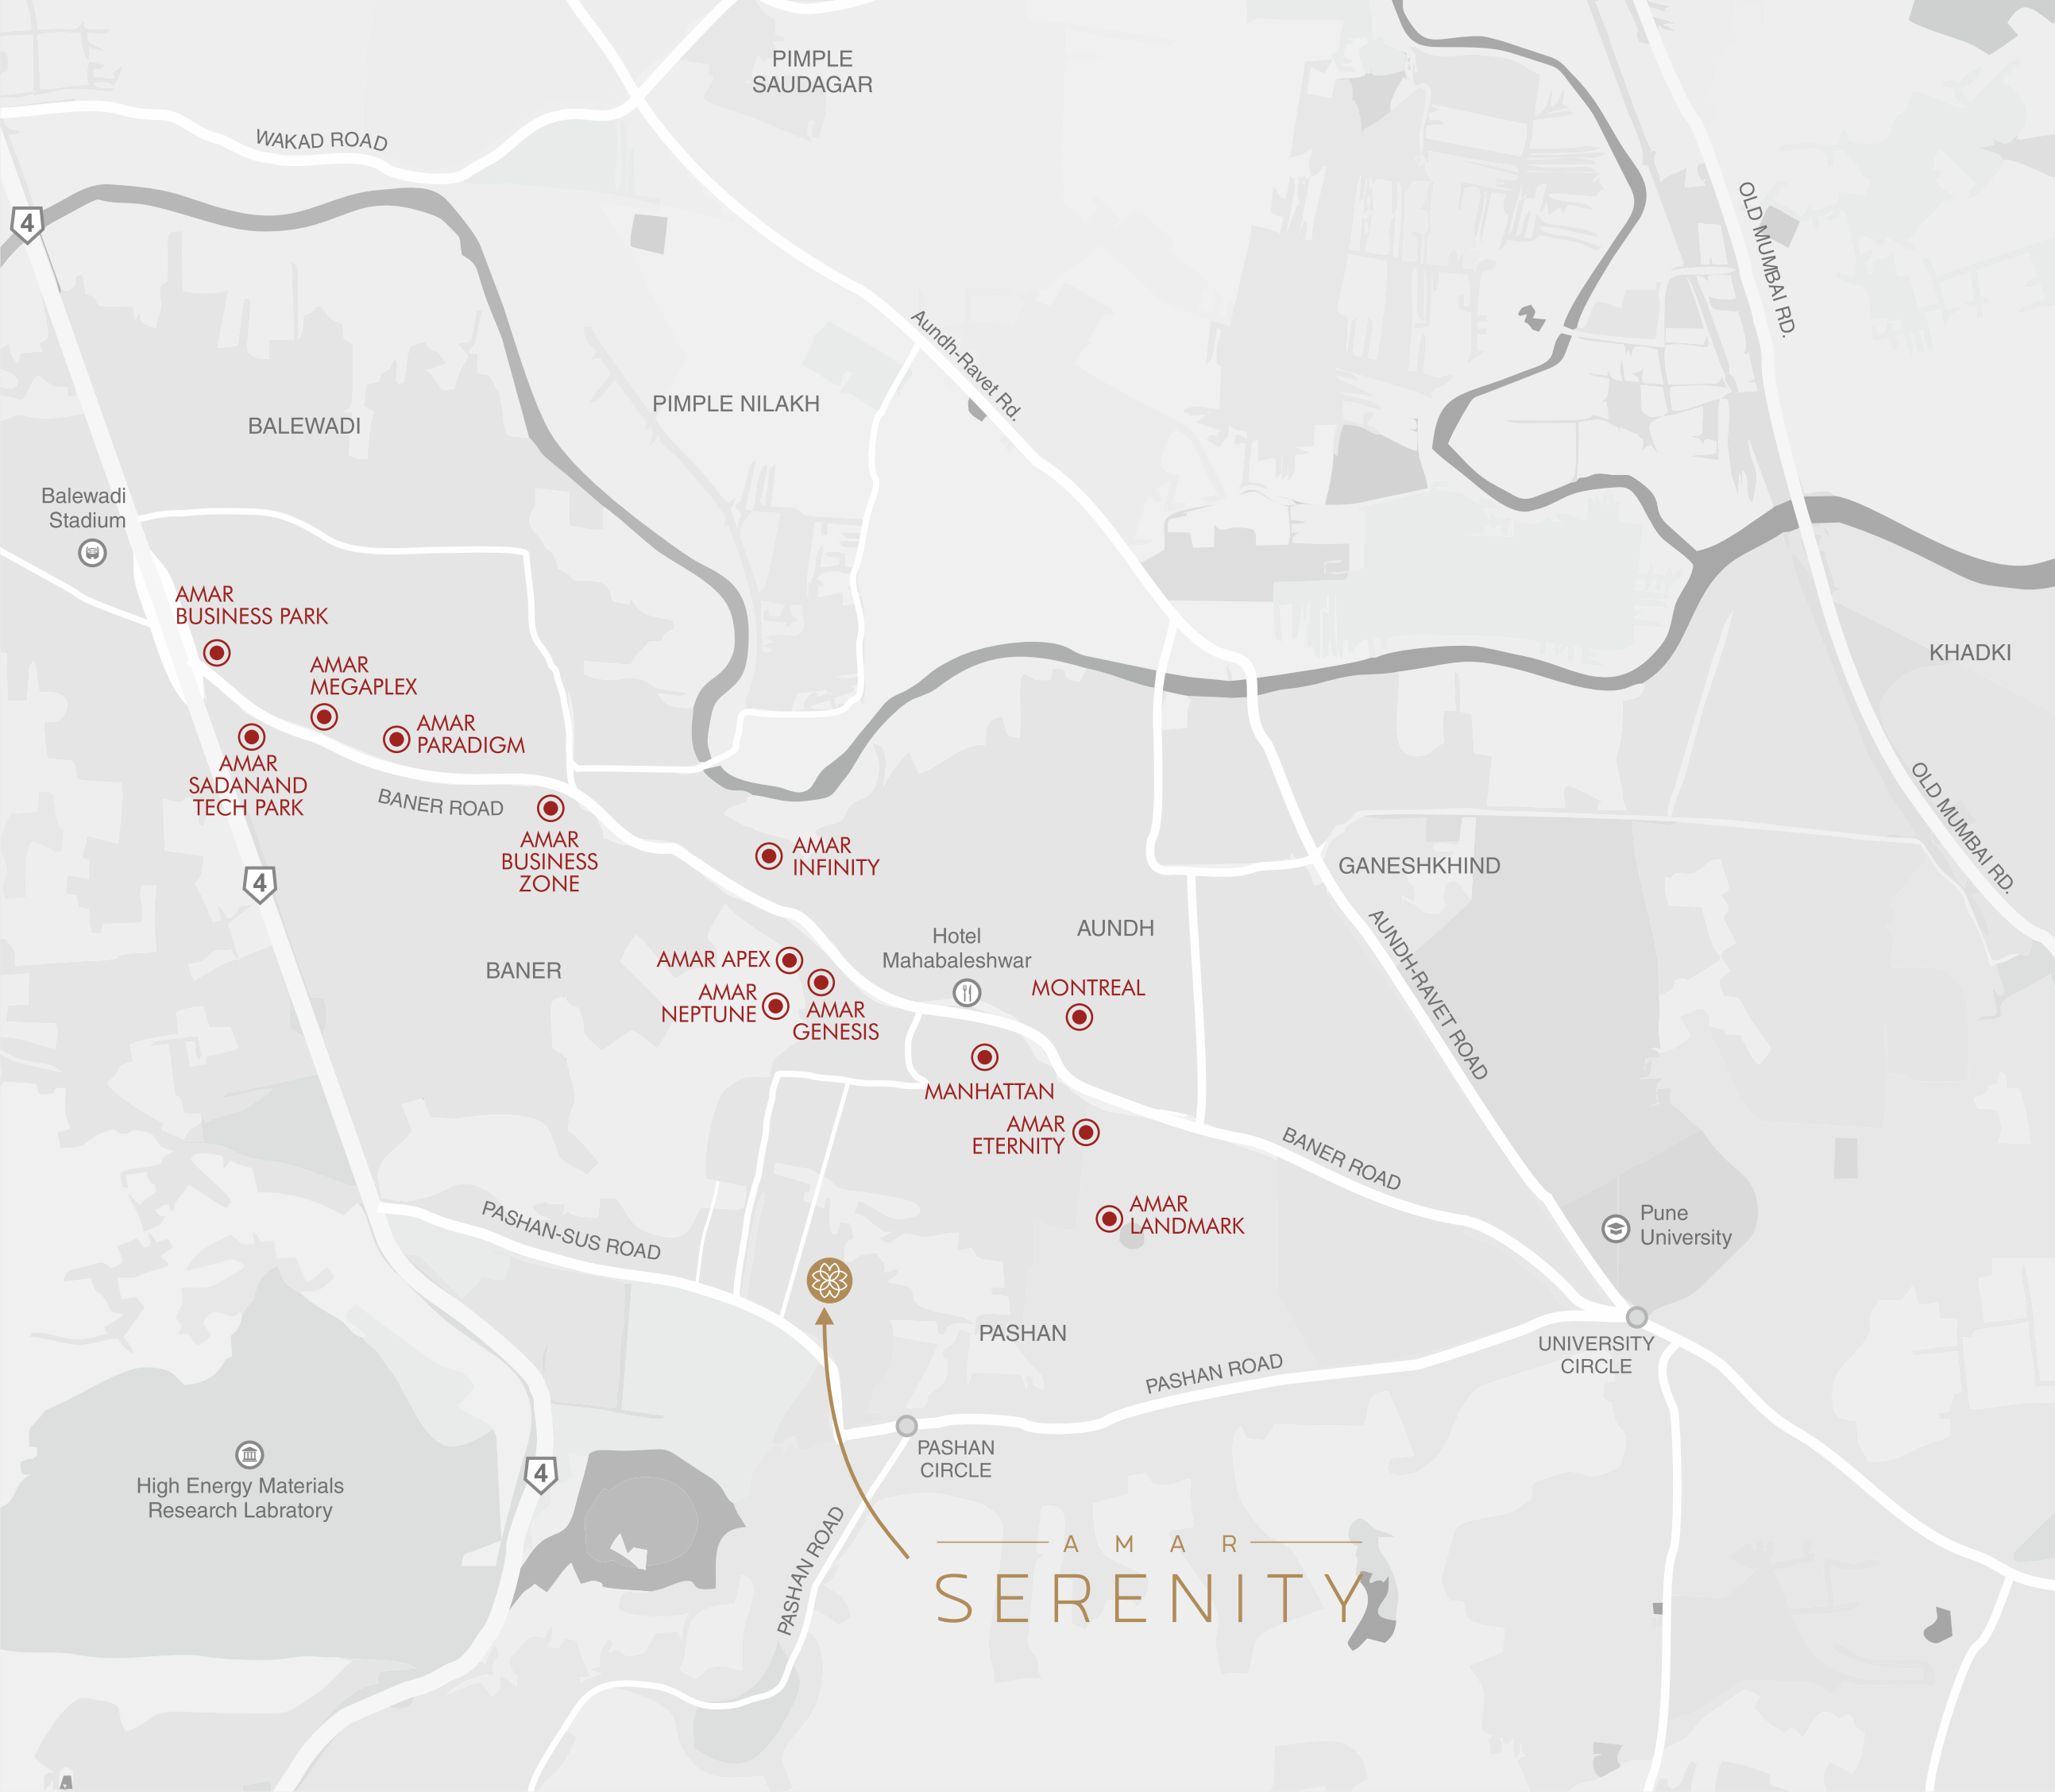 PIMPLE
SAUDAGAR
WAKAD ROAD
OLD MUMBAI RD.
4
Aundh-Ravet Rd.
PIMPLE NILAKH
BALEWADI
Balewadi
Stadium
AMAR
BUSINESS PARK
KHADKI
AMAR
MEGAPLEX
AMAR
PARADIGM
AMAR
SADANAND
TECH PARK
BANER ROAD
OLD MUMBAI RD.
AMAR
BUSINESS
ZONE
AMAR
INFINITY
GANESHKHIND
4
AUNDH
AUNDH-RAVET ROAD
Hotel
Mahabaleshwar
BANER
AMAR APEX
MONTREAL
AMAR
NEPTUNE
AMAR
GENESIS
MANHATTAN
AMAR
ETERNITY
BANER ROAD
AMAR
LANDMARK
Pune
University
PASHAN-SUS ROAD
PASHAN
UNIVERSITY
CIRCLE
PASHAN ROAD
PASHAN
CIRCLE
4
High Energy Materials
Research Labratory
PASHAN ROAD
AMAR
SERENITY